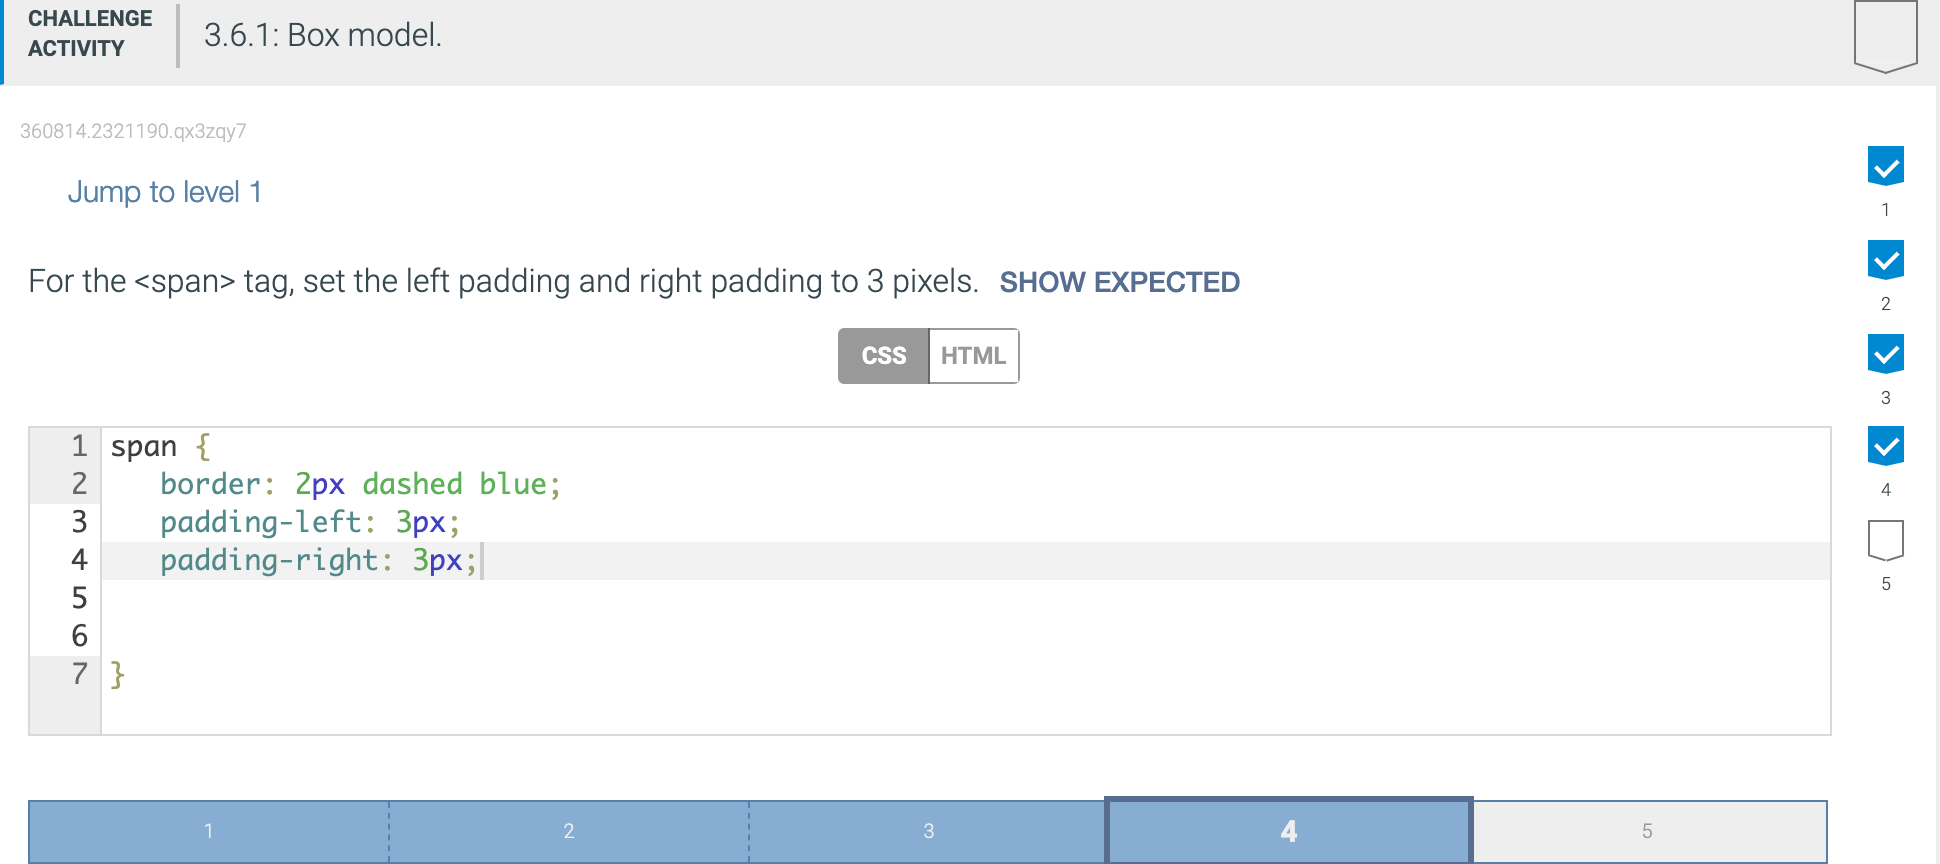 CHALLENGE
ACTIVITY
3.6.1: Box model.
360814.2321190.qx3zqy7
Jump to level 1
For the <span> tag, set the left padding and right padding to 3 pixels. SHOW EXPECTED
CSS HTML
1 span {
2 border: 2px dashed blue;
3 padding-left: 3px;
4 padding-right: 3px;
5
6
7 }
1
2
3
4
5
1 2 3 4 5